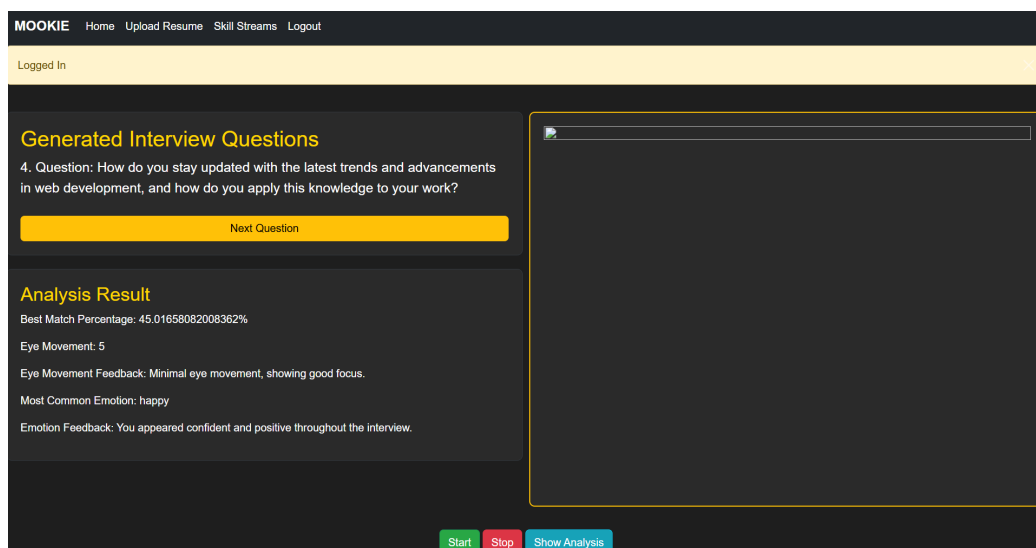 MOOKIE Home Upload Resume Skill Streams Logout
Logged In
Generated Interview Questions
4. Question: How do you stay updated with the latest trends and advancements
in web development, and how do you apply this knowledge to your work?
Next Question
Analysis Result
Best Match Percentage: 45.01658082008362%
Eye Movement: 5
Eye Movement Feedback: Minimal eye movement, showing good focus.
Most Common Emotion: happy
Emotion Feedback: You appeared confident and positive throughout the interview.
Start Stop Show Analysis